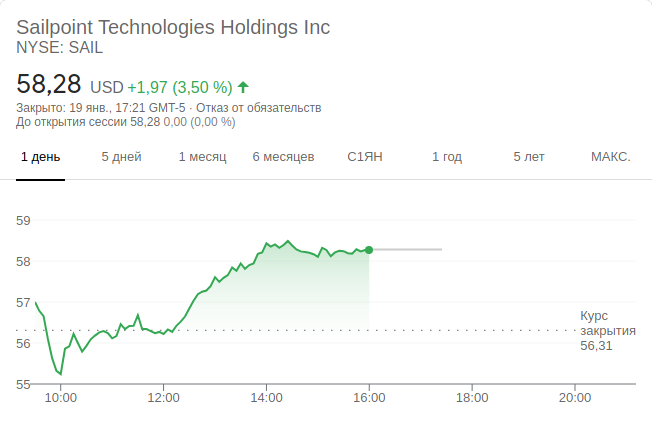 Sailpoint Technologies Holdings Inc
NYSE: SAIL
58,28 USD +1,97 (3,50 %)
Закрыто: 19 янв., 17:21 GMT-5 · Отказ от обязательств
До открытия сессии 58,28 0,00 (0,00 %)
1 день 5 дней 1 месяц 6 месяцев С1ЯН 1 год 5 лет МАКС.
59
58
57
Курс
закрытия
56,31
56
55
10:00 12:00 14:00 16:00 18:00 20:00